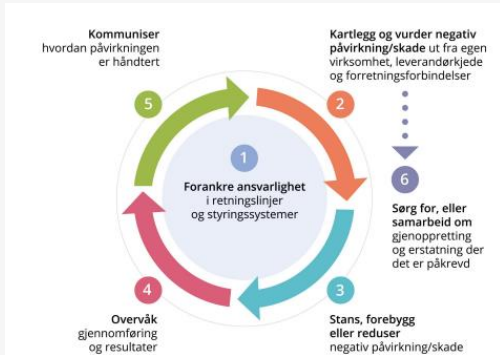 1
Forankre ansvarlighet
i retningslinjer
og styringssystemer
2
Kartlegg og vurder negativ
påvirkning/skade ut fra egen
virksomhet, leverandørkjede
og forretningsforbindelser
3
Stans, forebygg
eller reduser
negativ påvirkning/skade
4
Overvåk
gjennomføring
og resultater
5
Kommuniser
hvordan påvirkningen
er håndtert
6
Sørg for, eller
samarbeid om
gjenoppretting
og erstatning der
det er påkrevd